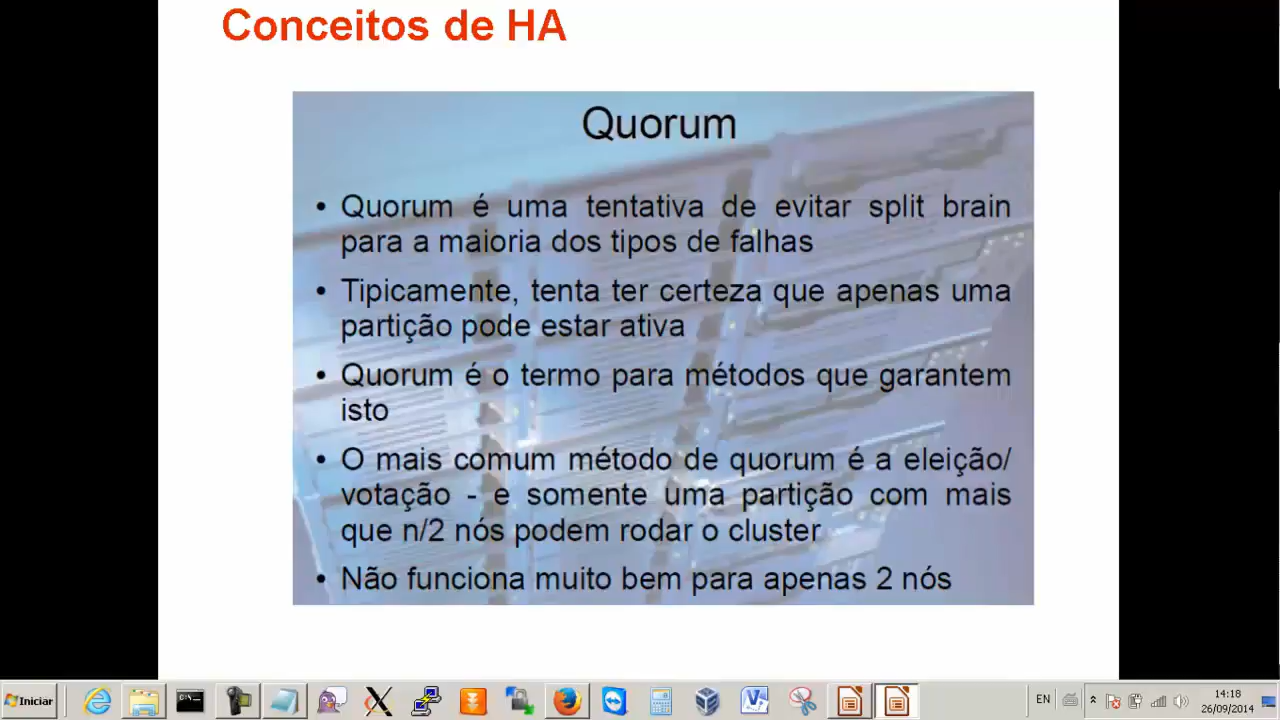 Conceitos de HA
Quorum
• Quorum é uma tentativa de evitar split brain
para a maioria dos tipos de falhas
• Tipicamente, tenta ter certeza que apenas uma
partição pode estar ativa
• Quorum é o termo para métodos que garantem
isto
• O mais comum método de quorum é a eleição/
votação - e somente uma partição com mais
que n/2 nós podem rodar o cluster
• Não funciona muito bem para apenas 2 nós
Iniciar
EN
14:18
26/09/2014